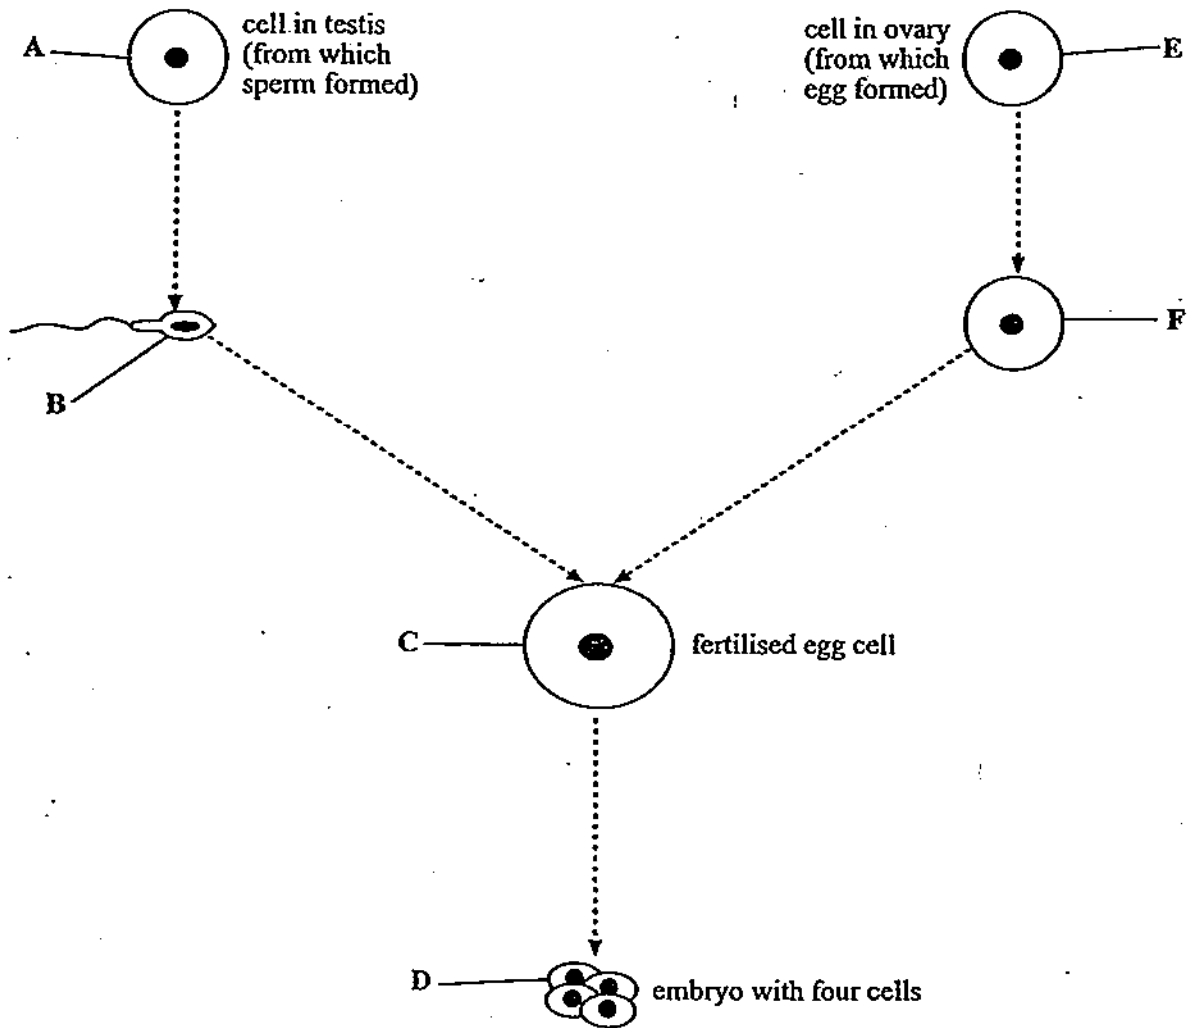 A
cell in testis
(from which
sperm formed)
cell in ovary
(from which
egg formed)
E
B
F
C
fertilised egg cell
D
embryo with four cells